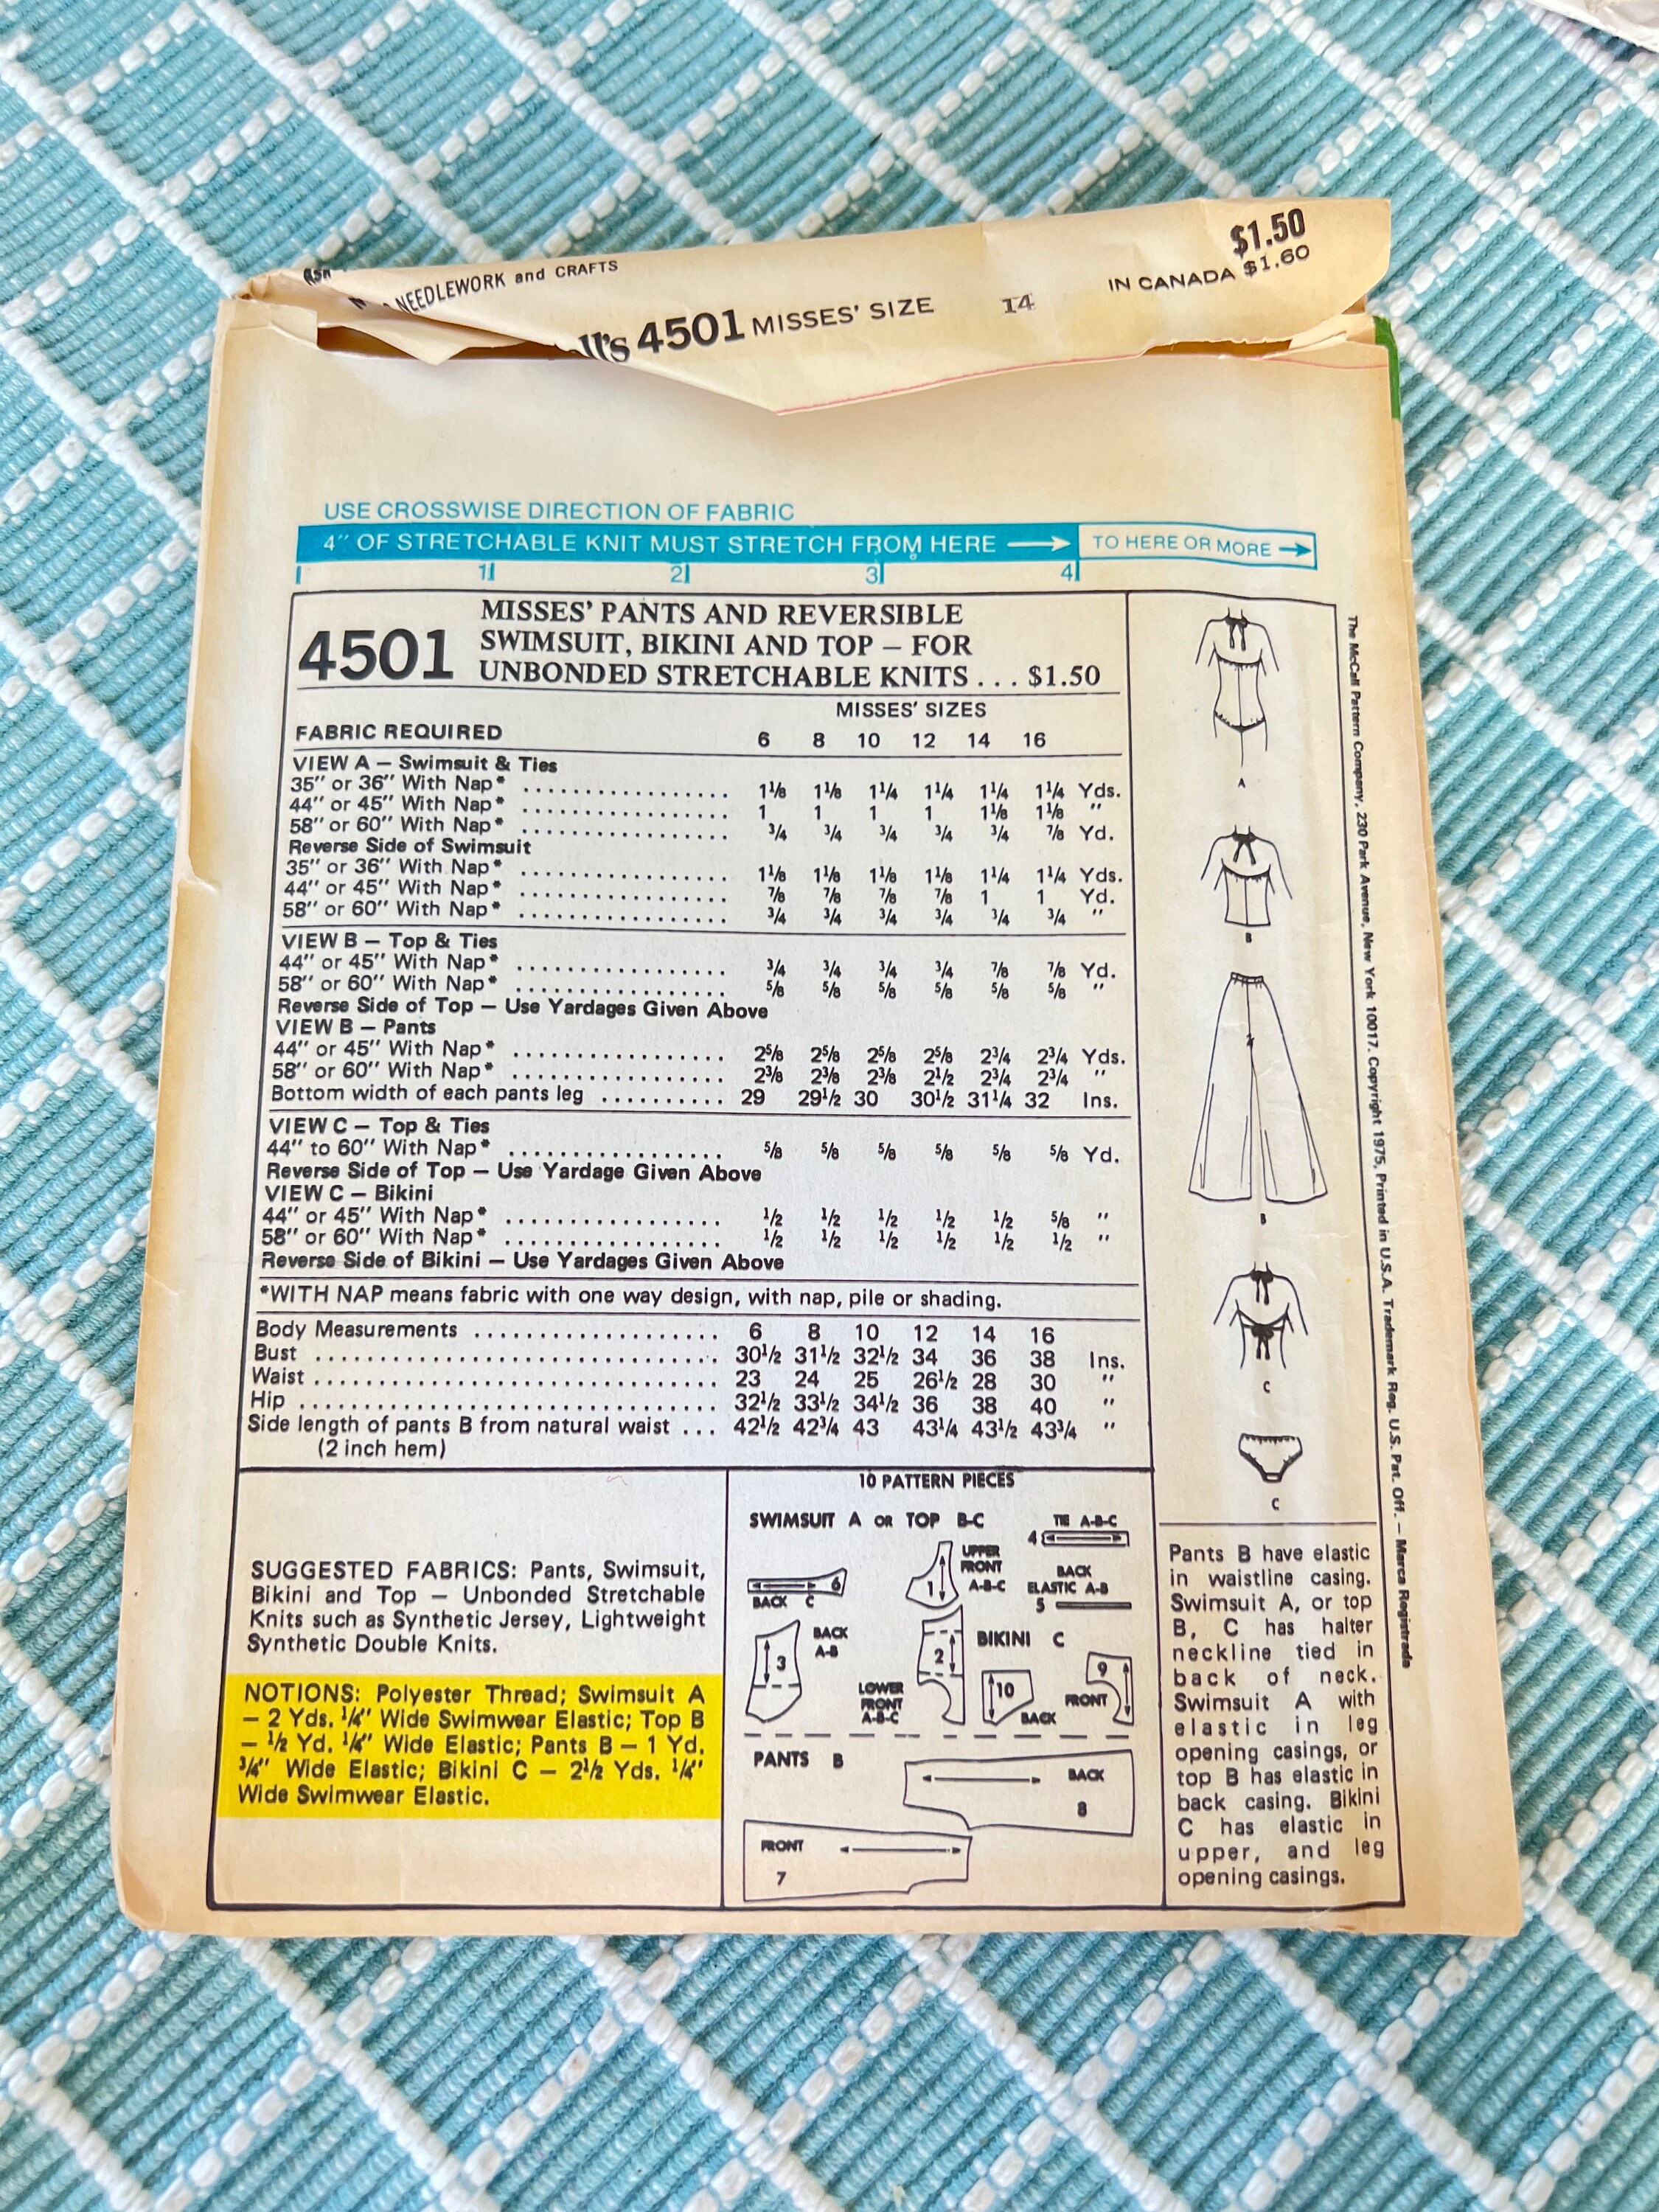 NEEDLEWORK and CRAFTS
$1.50
IN CANADA $1.60
ll's 4501 MISSES' SIZE 14
USE CROSSWISE DIRECTION OF FABRIC
4" OF STRETCHABLE KNIT MUST STRETCH FROM HERE → TO HERE OR MORE →
1 2 3 4
4501
MISSES' PANTS AND REVERSIBLE
SWIMSUIT, BIKINI AND TOP – FOR
UNBONDED STRETCHABLE KNITS . . . $1.50
MISSES' SIZES
FABRIC REQUIRED 6 8 10 12 14 16
VIEW A – Swimsuit & Ties
35" or 36" With Nap* 1⅛ 1⅛ 1¼ 1¼ 1¼ 1¼ Yds.
44" or 45" With Nap* 1 1 1 1 1⅛ 1⅛ "
58" or 60" With Nap* ¾ ¾ ¾ ¾ ¾ ⅞ Yd.
Reverse Side of Swimsuit
35" or 36" With Nap* 1⅛ 1⅛ 1⅛ 1⅛ 1¼ 1¼ Yds.
44" or 45" With Nap* ⅞ ⅞ ⅞ ⅞ 1 1 Yd.
58" or 60" With Nap* ¾ ¾ ¾ ¾ ¾ ¾ "
VIEW B – Top & Ties
44" or 45" With Nap* ¾ ¾ ¾ ¾ ⅞ ⅞ Yd.
58" or 60" With Nap* ⅝ ⅝ ⅝ ⅝ ⅝ ⅝ "
Reverse Side of Top – Use Yardages Given Above
VIEW B – Pants
44" or 45" With Nap* 2⅝ 2⅝ 2⅝ 2⅝ 2¾ 2¾ Yds.
58" or 60" With Nap* 2⅜ 2⅜ 2⅜ 2½ 2¾ 2¾ "
Bottom width of each pants leg 29 29½ 30 30½ 31¼ 32 Ins.
VIEW C – Top & Ties
44" to 60" With Nap* ⅝ ⅝ ⅝ ⅝ ⅝ ⅝ Yd.
Reverse Side of Top – Use Yardage Given Above
VIEW C – Bikini
44" or 45" With Nap* ½ ½ ½ ½ ½ ⅝ "
58" or 60" With Nap* ½ ½ ½ ½ ½ ½ "
Reverse Side of Bikini – Use Yardages Given Above
*WITH NAP means fabric with one way design, with nap, pile or shading.
Body Measurements 6 8 10 12 14 16
Bust 30½ 31½ 32½ 34 36 38 Ins.
Waist 23 24 25 26½ 28 30 "
Hip 32½ 33½ 34½ 36 38 40 "
Side length of pants B from natural waist . . . 42½ 42¾ 43 43¼ 43½ 43¾ "
(2 inch hem)
A
B
B
C
C
The McCall Pattern Company, 230 Park Avenue, New York 10017. Copyright 1975, Printed in U.S.A. Trademark Reg. U.S. Pat. Off. – Marca Registrada
SUGGESTED FABRICS: Pants, Swimsuit,
Bikini and Top – Unbonded Stretchable
Knits such as Synthetic Jersey, Lightweight
Synthetic Double Knits.
NOTIONS: Polyester Thread; Swimsuit A
– 2 Yds. ¼" Wide Swimwear Elastic; Top B
– ½ Yd. ¼" Wide Elastic; Pants B – 1 Yd.
¾" Wide Elastic; Bikini C – 2½ Yds. ¼"
Wide Swimwear Elastic.
10 PATTERN PIECES
SWIMSUIT A OR TOP B-C
TIE A-B-C
4
UPPER
FRONT
A-B-C
1
BACK
ELASTIC A-B
5
6
BACK C
BACK
A-B
3
2
LOWER
FRONT
A-B-C
BIKINI C
10
BACK
9
FRONT
PANTS B
BACK
8
FRONT
7
Pants B have elastic
in waistline casing.
Swimsuit A, or top
B, C has halter
neckline tied in
back of neck.
Swimsuit A with
elastic in leg
opening casings, or
top B has elastic in
back casing. Bikini
C has elastic in
upper, and leg
opening casings.